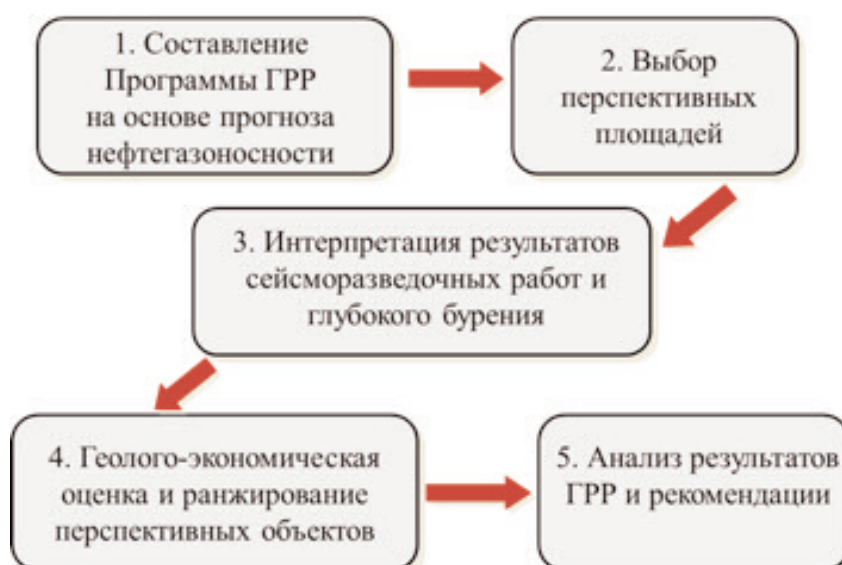 1. Составление
Программы ГРР
на основе прогноза
нефтегазоносности
2. Выбор
перспективных
площадей
3. Интерпретация результатов
сейсморазведочных работ и
глубокого бурения
4. Геолого-экономическая
оценка и ранжирование
перспективных объектов
5. Анализ результатов
ГРР и рекомендации